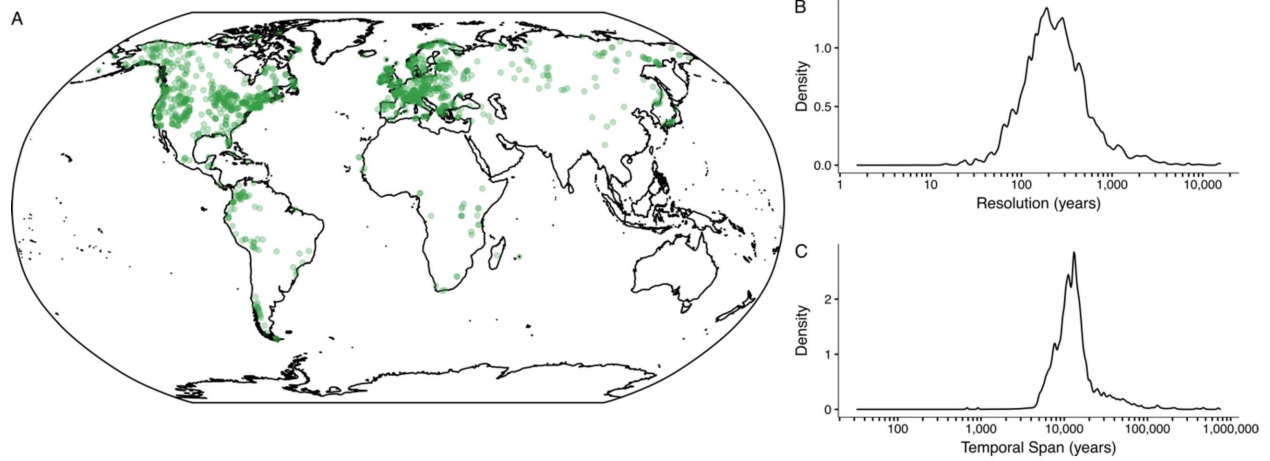 A
B
Density
1.0
0.5
0.0
1 10 100 1,000 10,000
Resolution (years)
C
Density
2
1
0
100 1,000 10,000 100,000 1,000,000
Temporal Span (years)